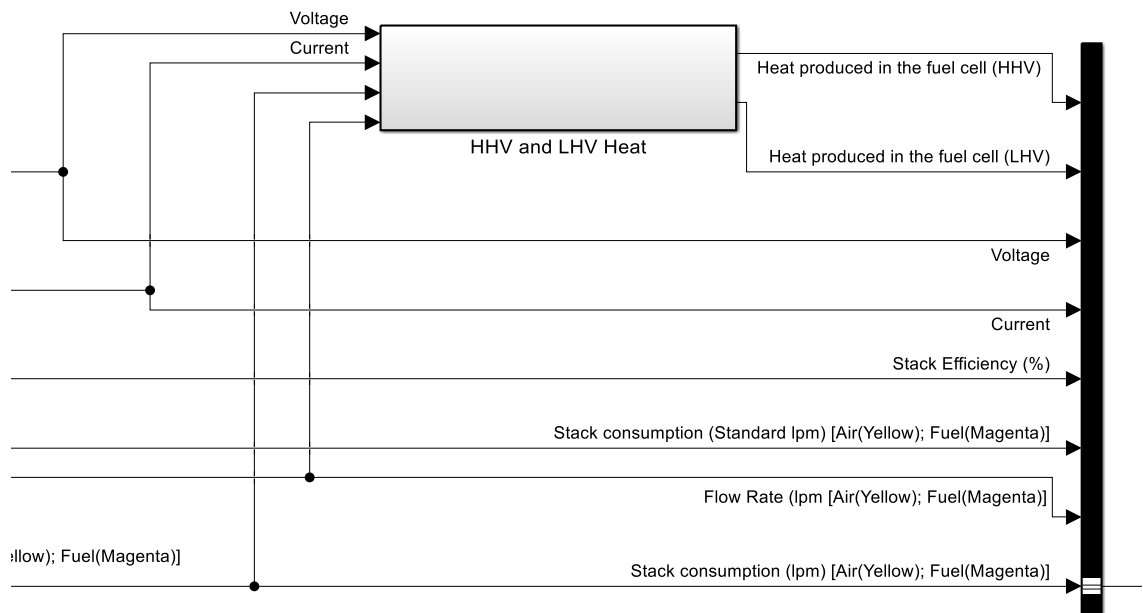 Voltage
Current
Heat produced in the fuel cell (HHV)
HHV and LHV Heat
Heat produced in the fuel cell (LHV)
Voltage
Current
Stack Efficiency (%)
Stack consumption (Standard lpm) [Air(Yellow); Fuel(Magenta)]
Flow Rate (lpm [Air(Yellow); Fuel(Magenta)]
ellow); Fuel(Magenta)]
Stack consumption (lpm) [Air(Yellow); Fuel(Magenta)]